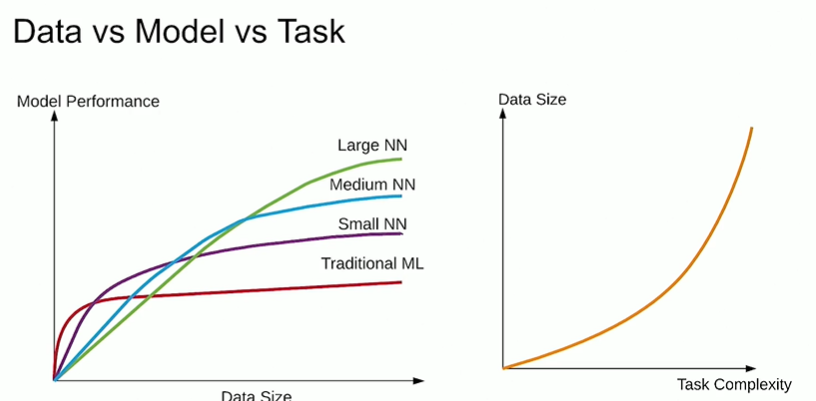 Data vs Model vs Task
Model Performance
Large NN
Medium NN
Small NN
Traditional ML
Data Size
Data Size
Task Complexity